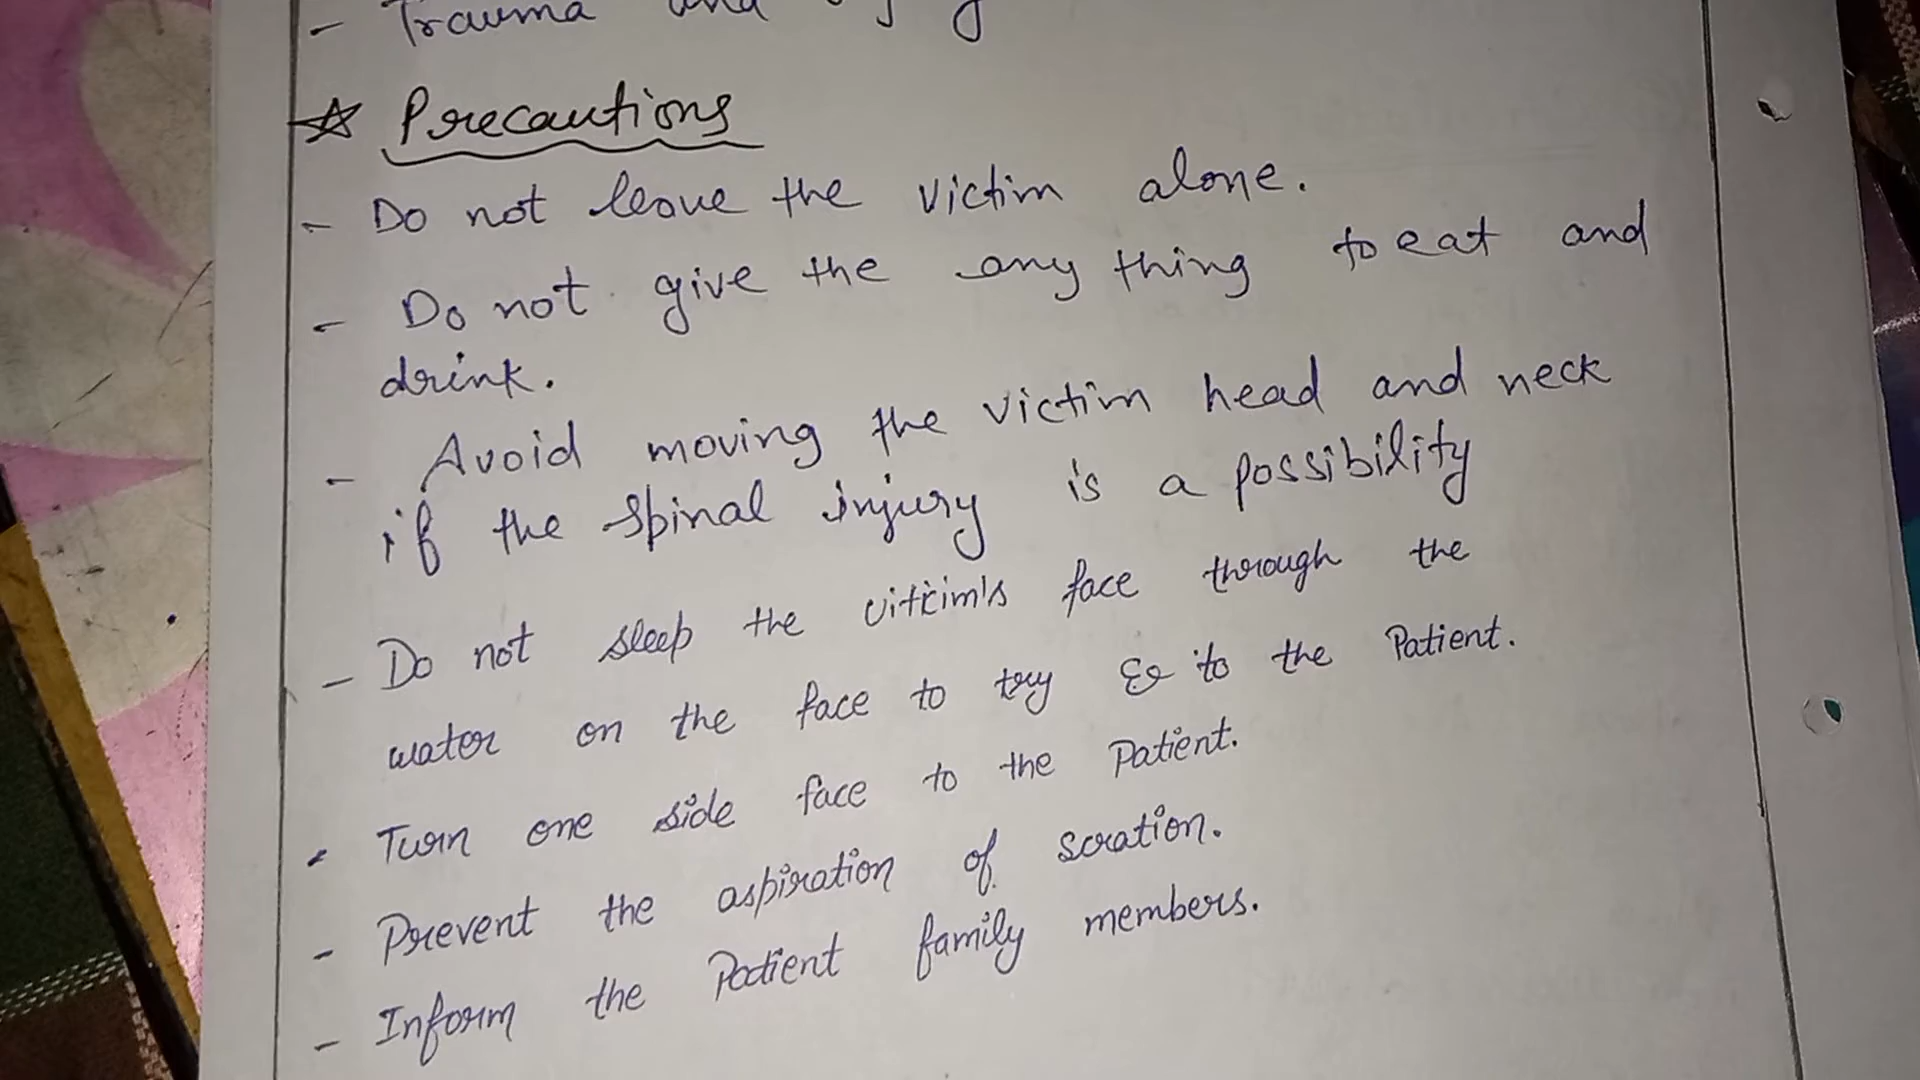 - Trauma and
☆ Precautions
- Do not leave the victim alone.
- Do not give the any thing to eat and
drink.
- Avoid moving the victim head and neck
if the spinal injury is a possibility
- Do not sleep the vitcim's face through the
water on the face to try & to the Patient.
- Turn one side face to the Patient.
- Prevent the aspiration of scration.
- Inform the Patient family members.